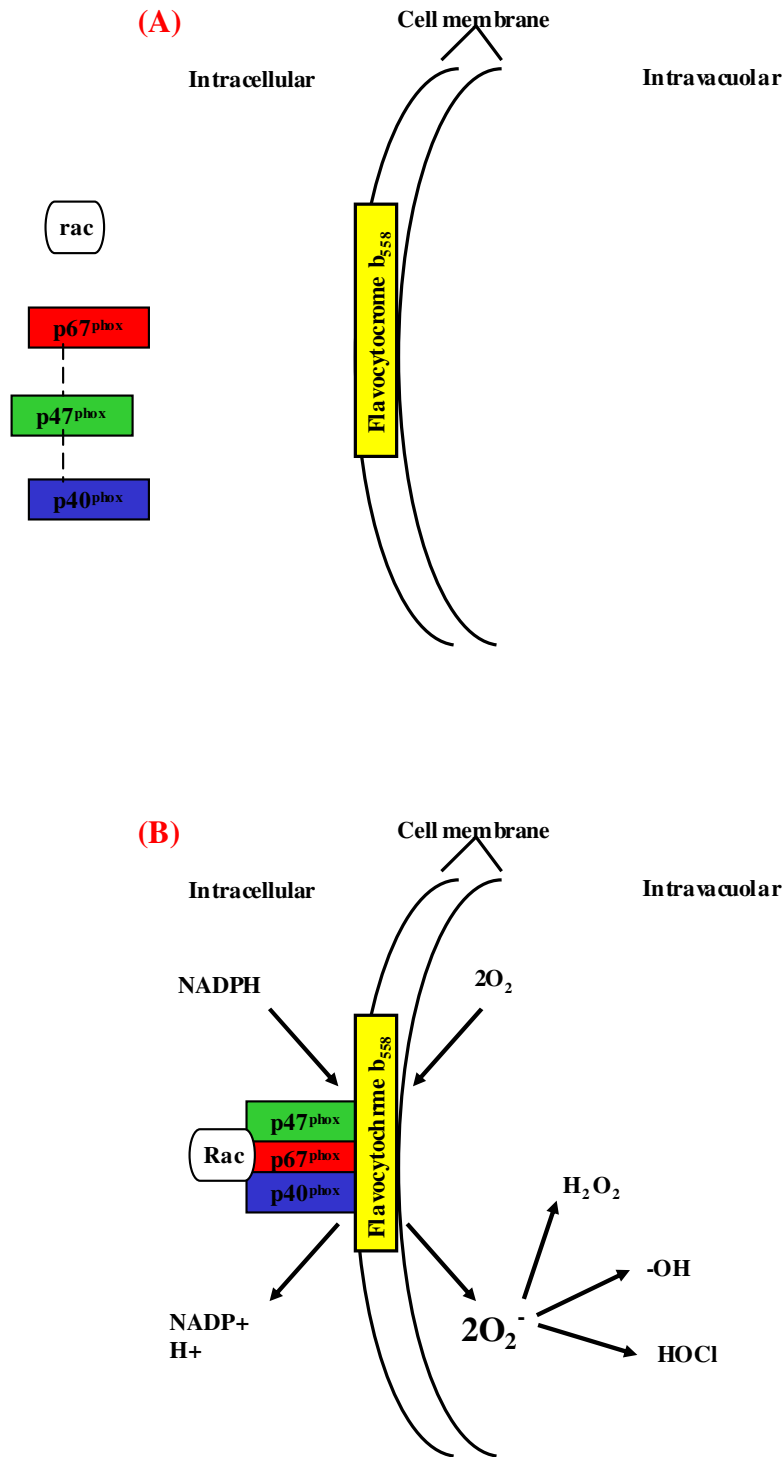 (A)
Cell membrane
Intracellular
Intravacuolar
rac
p67phox
p47phox
p40phox
Flavocytocrome b558
(B)
Cell membrane
Intracellular
Intravacuolar
NADPH
2O2
Flavocytochrme b558
p47phox
Rac
p67phox
p40phox
H2O2
-OH
NADP+
H+
2O2-
HOCl